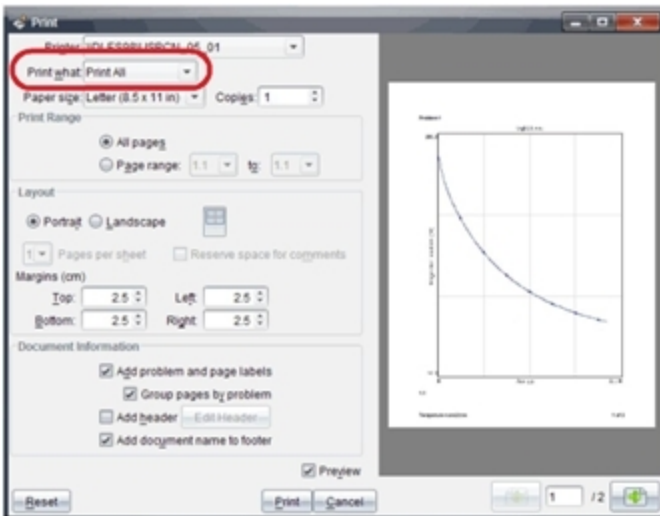 Print
Printer:
Print what: Print All
Paper size: Letter (8.5 x 11 in) Copies: 1
Print Range
All pages
Page range: 1.1 to: 1.1
Layout
Portrait Landscape
1 Pages per sheet Reserve space for comments
Margins (cm)
Top: 2.5 Left: 2.5
Bottom: 2.5 Right: 2.5
Document Information
Add problem and page labels
Group pages by problem
Add header Edit Header
Add document name to footer
Preview
Reset Print Cancel
1 / 2